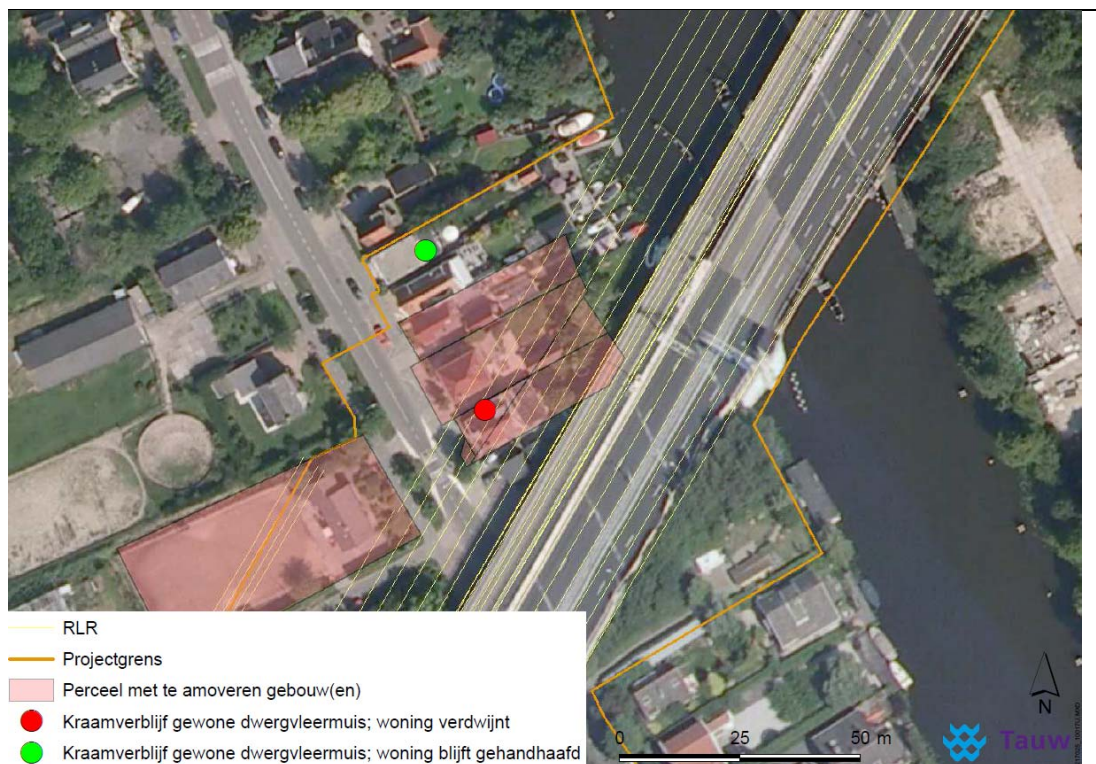 RLR
Projectgrens
Perceel met te amoveren gebouw(en)
Kraamverblijf gewone dwergvleermuis; woning verdwijnt
Kraamverblijf gewone dwergvleermuis; woning blijft gehandhaafd
N
0 25 50 m
Tauw